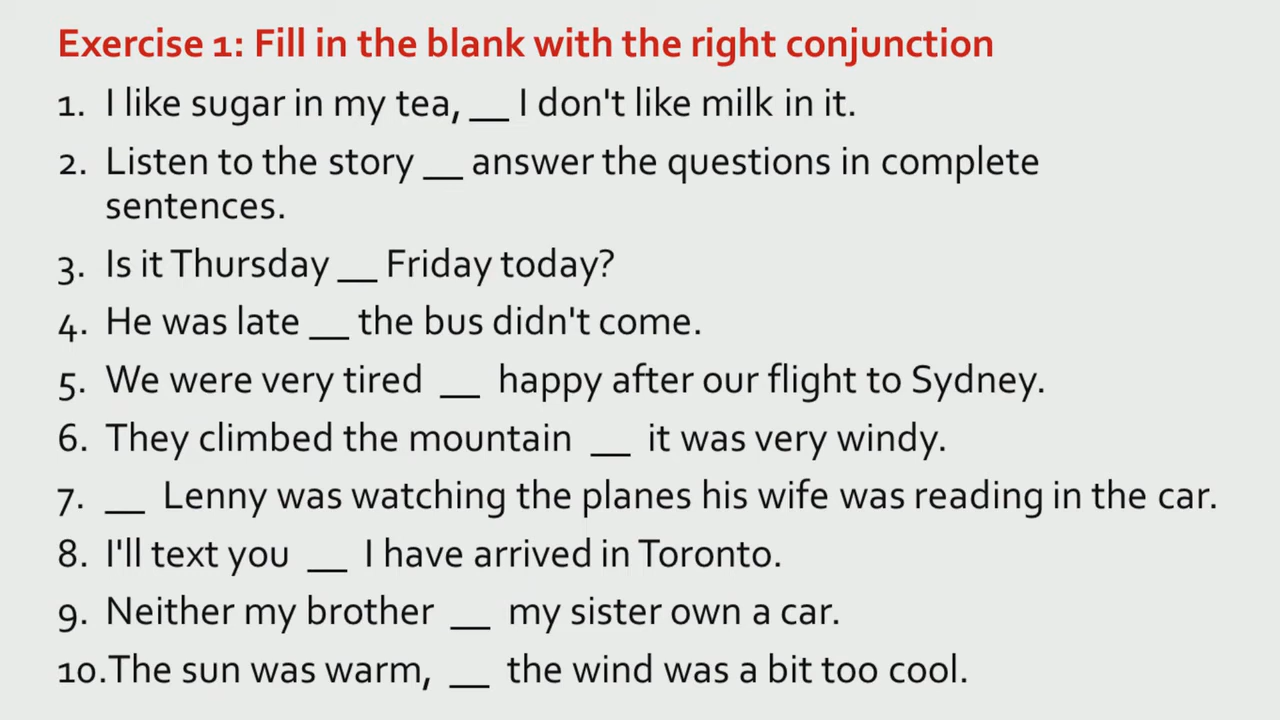 Exercise 1: Fill in the blank with the right conjunction
1. I like sugar in my tea, __ I don't like milk in it.
2. Listen to the story __ answer the questions in complete
sentences.
3. Is it Thursday __ Friday today?
4. He was late __ the bus didn't come.
5. We were very tired __ happy after our flight to Sydney.
6. They climbed the mountain __ it was very windy.
7. __ Lenny was watching the planes his wife was reading in the car.
8. I'll text you __ I have arrived in Toronto.
9. Neither my brother __ my sister own a car.
10.The sun was warm, __ the wind was a bit too cool.